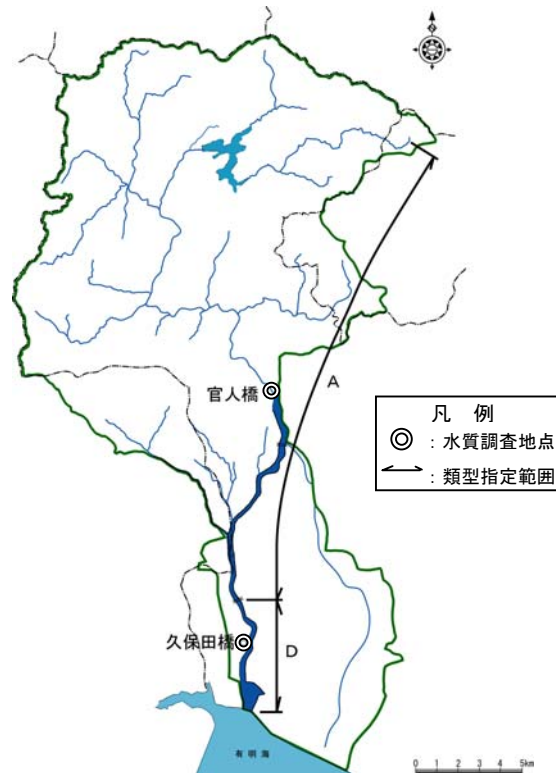 官人橋
A
凡 例
◎ : 水質調査地点
: 類型指定範囲
久保田橋
D
有明海
0 1 2 3 4 5km